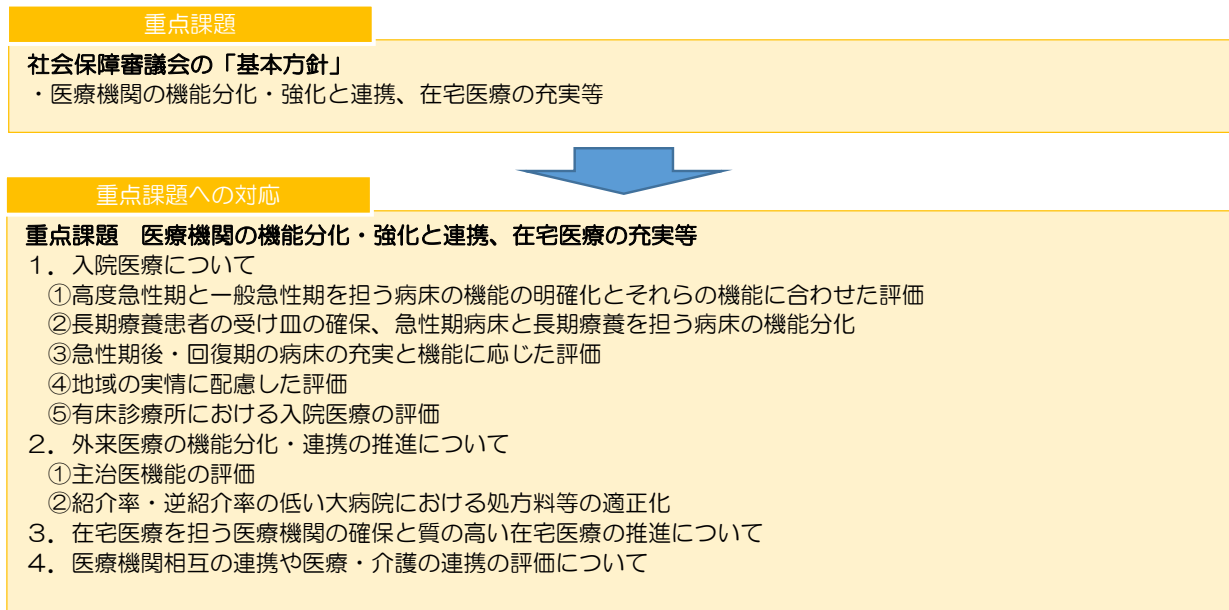 重点課題
社会保障審議会の「基本方針」
・医療機関の機能分化・強化と連携、在宅医療の充実等
重点課題への対応
重点課題　医療機関の機能分化・強化と連携、在宅医療の充実等
１．入院医療について
①高度急性期と一般急性期を担う病床の機能の明確化とそれらの機能に合わせた評価
②長期療養患者の受け皿の確保、急性期病床と長期療養を担う病床の機能分化
③急性期後・回復期の病床の充実と機能に応じた評価
④地域の実情に配慮した評価
⑤有床診療所における入院医療の評価
２．外来医療の機能分化・連携の推進について
①主治医機能の評価
②紹介率・逆紹介率の低い大病院における処方料等の適正化
３．在宅医療を担う医療機関の確保と質の高い在宅医療の推進について
４．医療機関相互の連携や医療・介護の連携の評価について